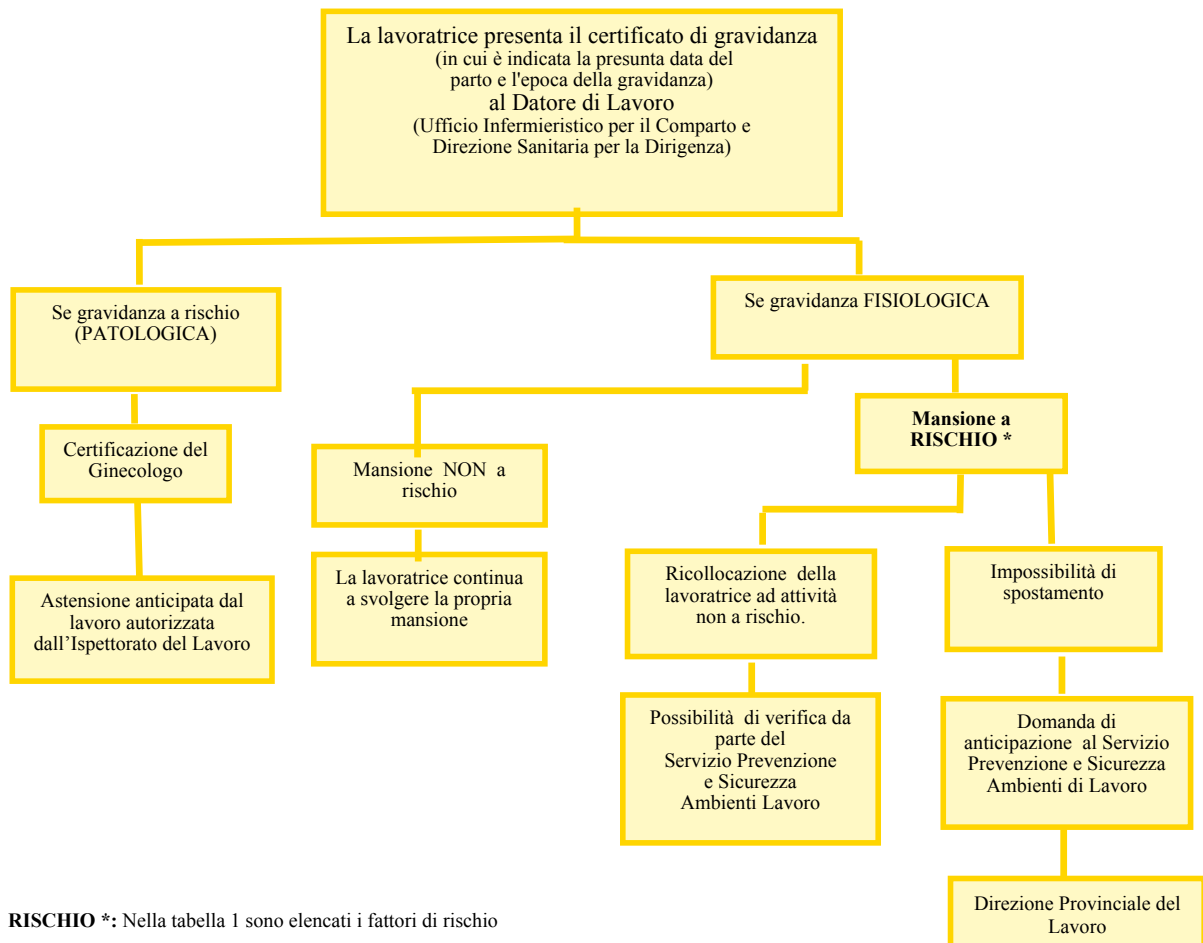 La lavoratrice presenta il certificato di gravidanza
(in cui è indicata la presunta data del
parto e l'epoca della gravidanza)
al Datore di Lavoro
(Ufficio Infermieristico per il Comparto e
Direzione Sanitaria per la Dirigenza)
Se gravidanza a rischio
(PATOLOGICA)
Se gravidanza FISIOLOGICA
Certificazione del
Ginecologo
Mansione NON a
rischio
Mansione a
RISCHIO *
Astensione anticipata dal
lavoro autorizzata
dall’Ispettorato del Lavoro
La lavoratrice continua
a svolgere la propria
mansione
Ricollocazione della
lavoratrice ad attività
non a rischio.
Impossibilità di
spostamento
Possibilità di verifica da
parte del
Servizio Prevenzione
e Sicurezza
Ambienti Lavoro
Domanda di
anticipazione al Servizio
Prevenzione e Sicurezza
Ambienti di Lavoro
Direzione Provinciale del
Lavoro
RISCHIO *: Nella tabella 1 sono elencati i fattori di rischio